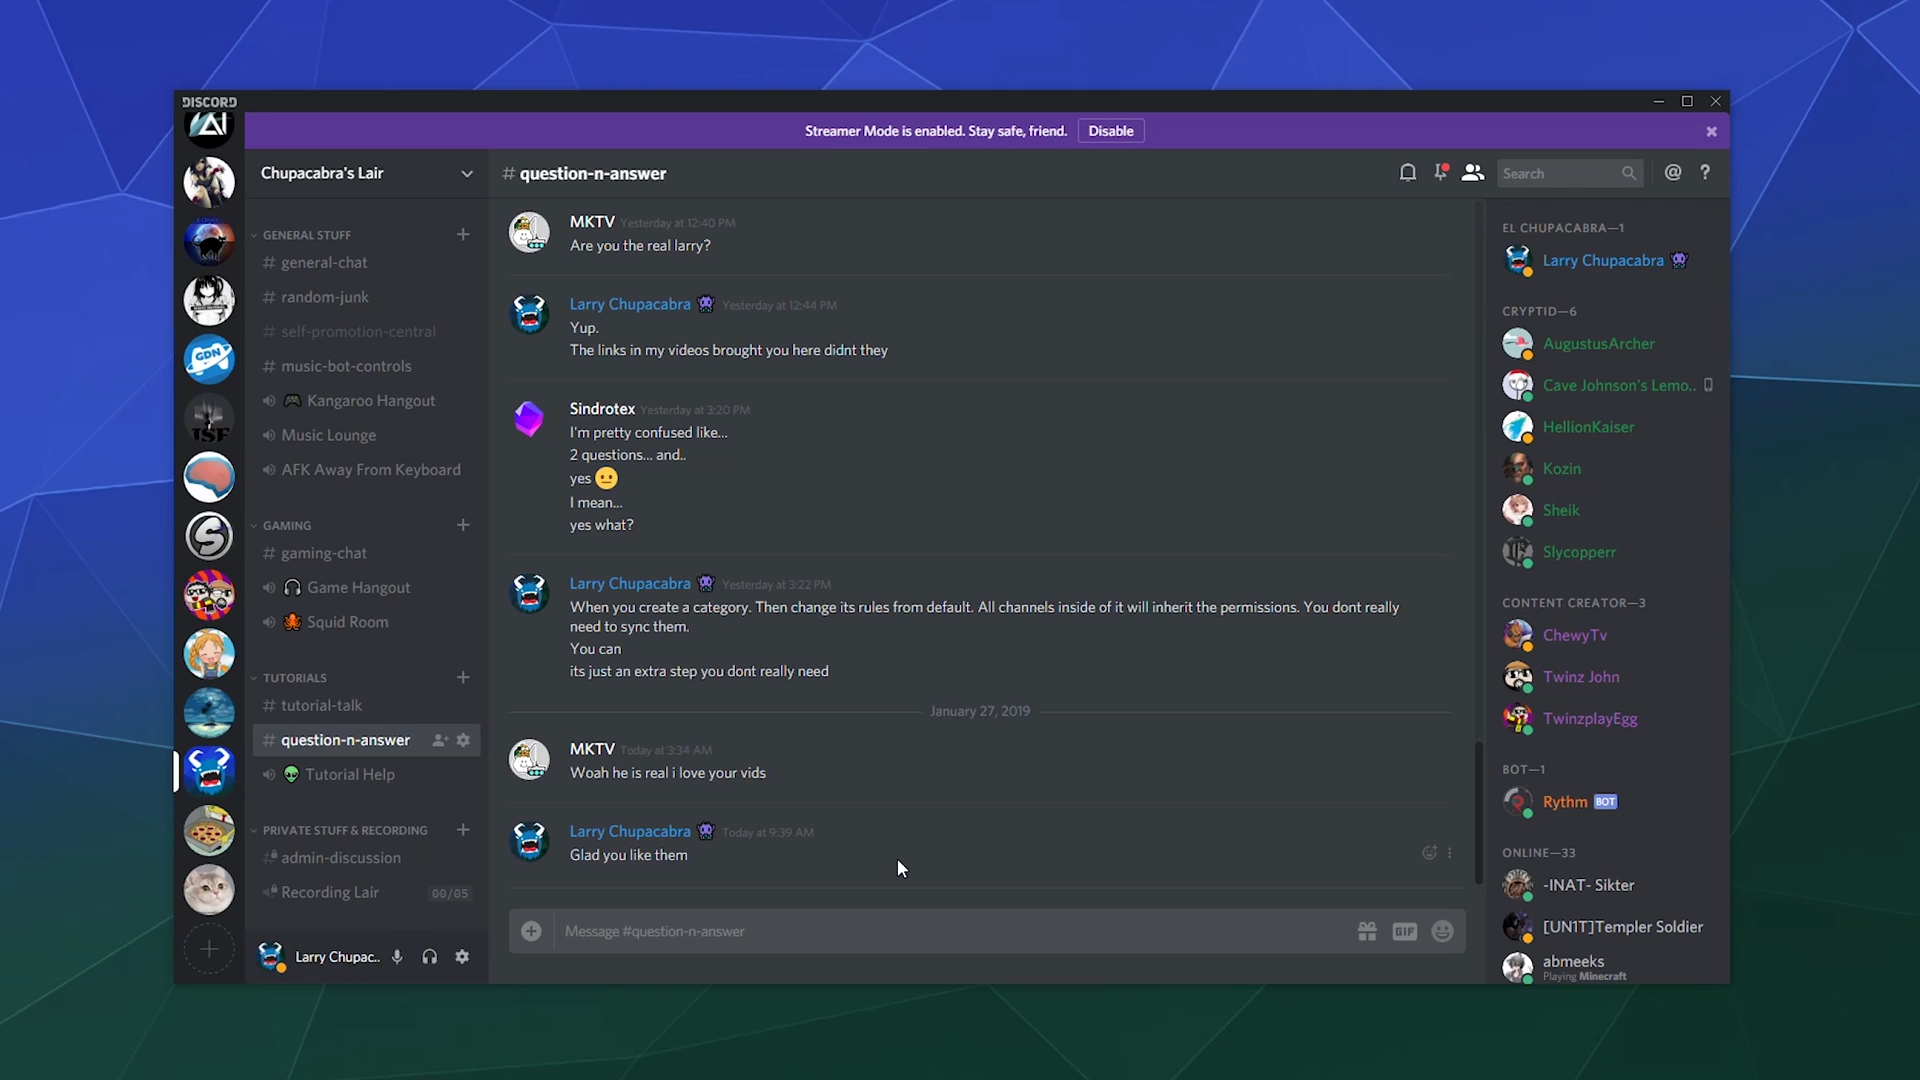 DISCORD
Streamer Mode is enabled. Stay safe, friend. Disable
Chupacabra's Lair
GENERAL STUFF
# general-chat
# random-junk
# self-promotion-central
# music-bot-controls
Kangaroo Hangout
Music Lounge
AFK Away From Keyboard
GAMING
# gaming-chat
Game Hangout
Squid Room
TUTORIALS
# tutorial-talk
# question-n-answer
Tutorial Help
PRIVATE STUFF & RECORDING
admin-discussion
Recording Lair 00/05
Larry Chupac..
AI
GDN
S
# question-n-answer
Search
@ ?
MKTV Yesterday at 12:40 PM
Are you the real larry?
Larry Chupacabra Yesterday at 12:44 PM
Yup.
The links in my videos brought you here didnt they
Sindrotex Yesterday at 3:20 PM
I'm pretty confused like...
2 questions... and..
yes 😐
I mean...
yes what?
Larry Chupacabra Yesterday at 3:22 PM
When you create a category. Then change its rules from default. All channels inside of it will inherit the permissions. You dont really
need to sync them.
You can
its just an extra step you dont really need
January 27, 2019
MKTV Today at 3:34 AM
Woah he is real i love your vids
Larry Chupacabra Today at 9:39 AM
Glad you like them
Message #question-n-answer
GIF
EL CHUPACABRA—1
Larry Chupacabra
CRYPTID—6
AugustusArcher
Cave Johnson's Lemo..
HellionKaiser
Kozin
Sheik
Slycopperr
CONTENT CREATOR—3
ChewyTv
Twinz John
TwinzplayEgg
BOT—1
Rythm BOT
ONLINE—33
-INAT- Sikter
[UN1T]Templer Soldier
abmeeks
Playing Minecraft